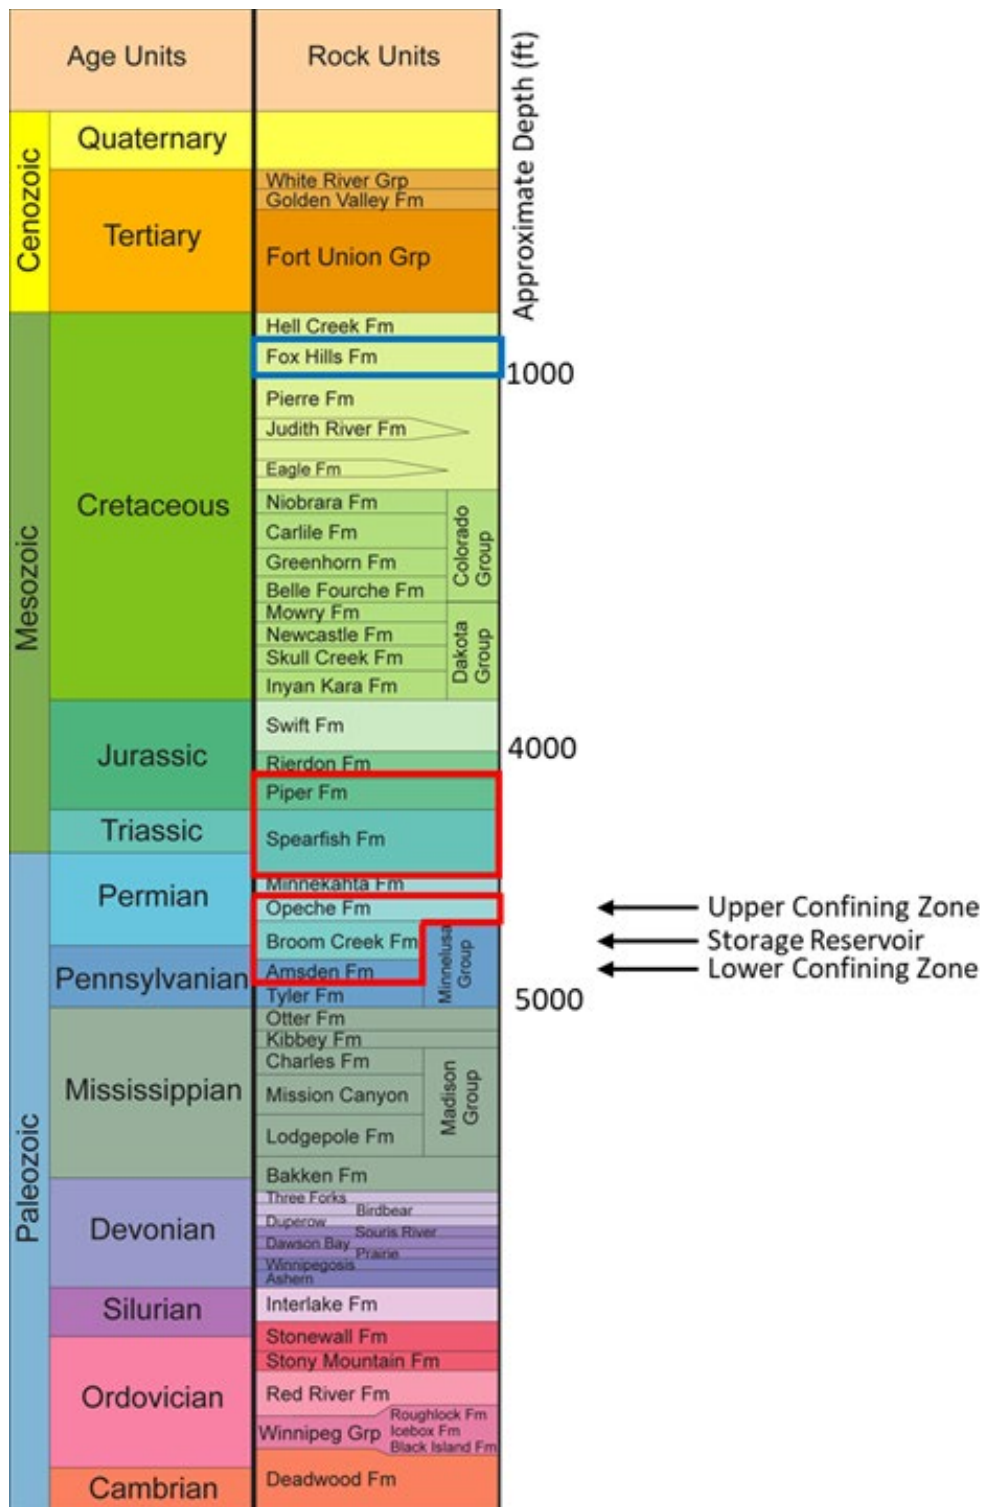 Age Units
Rock Units
Approximate Depth (ft)
Cenozoic
Quaternary
Tertiary
White River Grp
Golden Valley Fm
Fort Union Grp
Mesozoic
Cretaceous
Hell Creek Fm
Fox Hills Fm
1000
Pierre Fm
Judith River Fm
Eagle Fm
Niobrara Fm
Carlile Fm
Greenhorn Fm
Belle Fourche Fm
Colorado
Group
Mowry Fm
Newcastle Fm
Skull Creek Fm
Inyan Kara Fm
Dakota
Group
Jurassic
Swift Fm
4000
Rierdon Fm
Piper Fm
Triassic
Spearfish Fm
Paleozoic
Permian
Minnekahta Fm
Opeche Fm
Upper Confining Zone
Broom Creek Fm
Storage Reservoir
Pennsylvanian
Amsden Fm
Lower Confining Zone
Tyler Fm
Minnelusa
Group
5000
Mississippian
Otter Fm
Kibbey Fm
Charles Fm
Mission Canyon
Lodgepole Fm
Madison
Group
Bakken Fm
Devonian
Three Forks
Birdbear
Duperow
Souris River
Dawson Bay
Prairie
Winnipegosis
Ashern
Silurian
Interlake Fm
Ordovician
Stonewall Fm
Stony Mountain Fm
Red River Fm
Winnipeg Grp
Roughlock Fm
Icebox Fm
Black Island Fm
Cambrian
Deadwood Fm